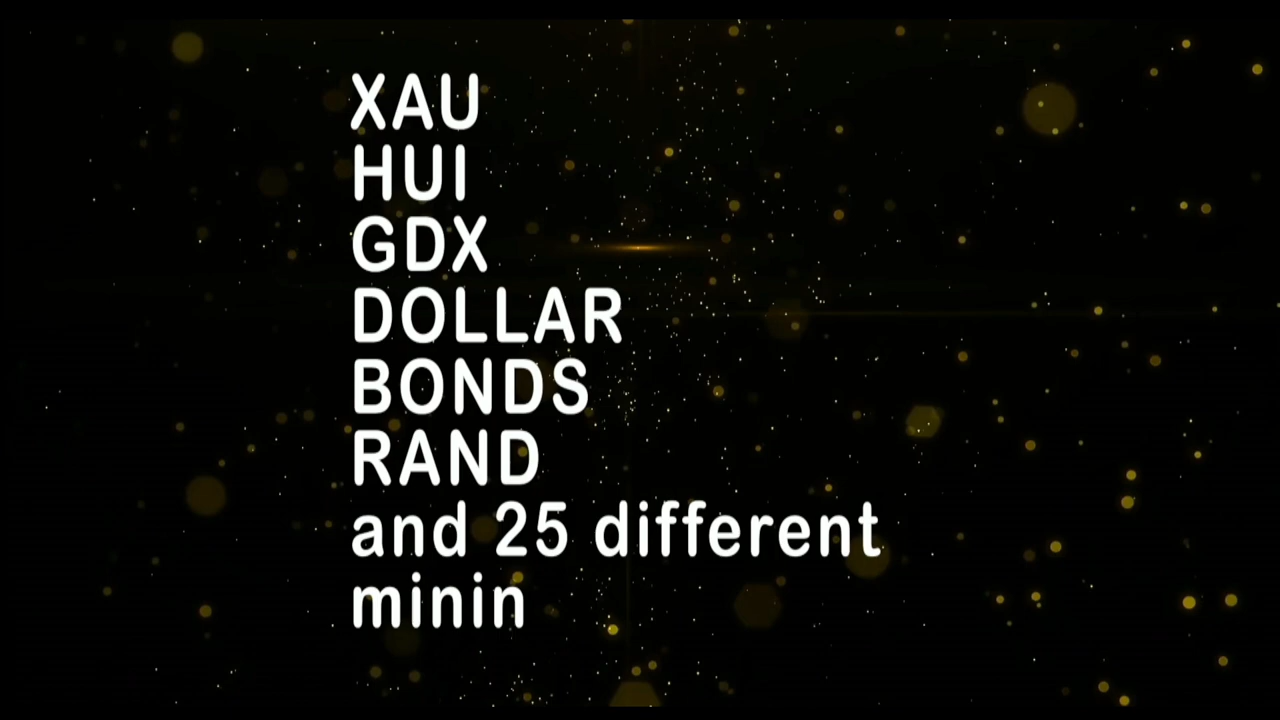 XAU
HUI
GDX
DOLLAR
BONDS
RAND
and 25 different
minin